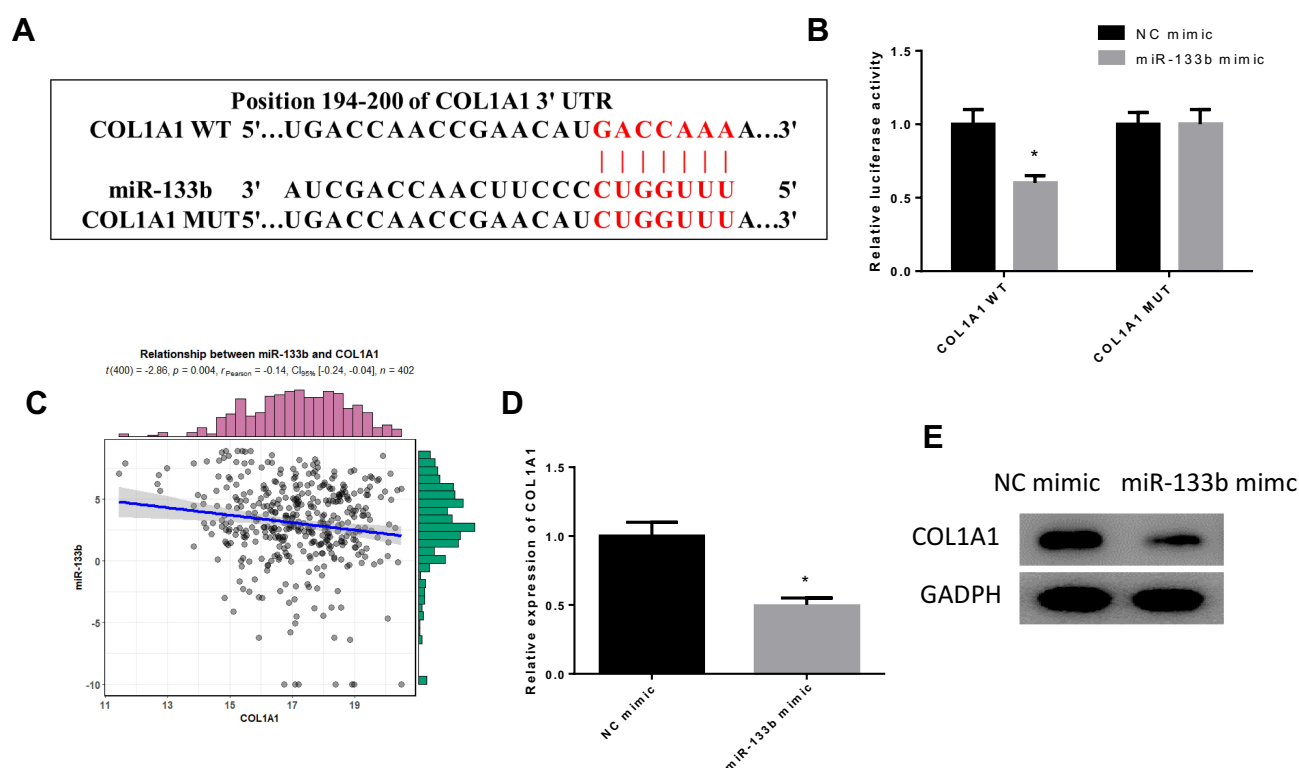 A
Position 194-200 of COL1A1 3' UTR
COL1A1 WT 5'...UGACCAACCGAACAUGACCAAAA...3'
miR-133b 3' AUCGACCAACUUCCCCUGGUUU 5'
COL1A1 MUT5'...UGACCAACCGAACAUCUGGUUUA...3'
B
NC mimic
miR-133b mimic
Relative luciferase activity
1.5
1.0
0.5
0.0
*
COL1A1 WT
COL1A1 MUT
C
Relationship between miR-133b and COL1A1
t(400) = -2.86, p = 0.004, rPearson = -0.14, CI95% [-0.24, -0.04], n = 402
miR-133b
5
0
-5
-10
11 13 15 17 19
COL1A1
D
Relative expression of COL1A1
1.5
1.0
0.5
0.0
*
NC mimic
miR-133b mimic
E
NC mimic miR-133b mimc
COL1A1
GADPH